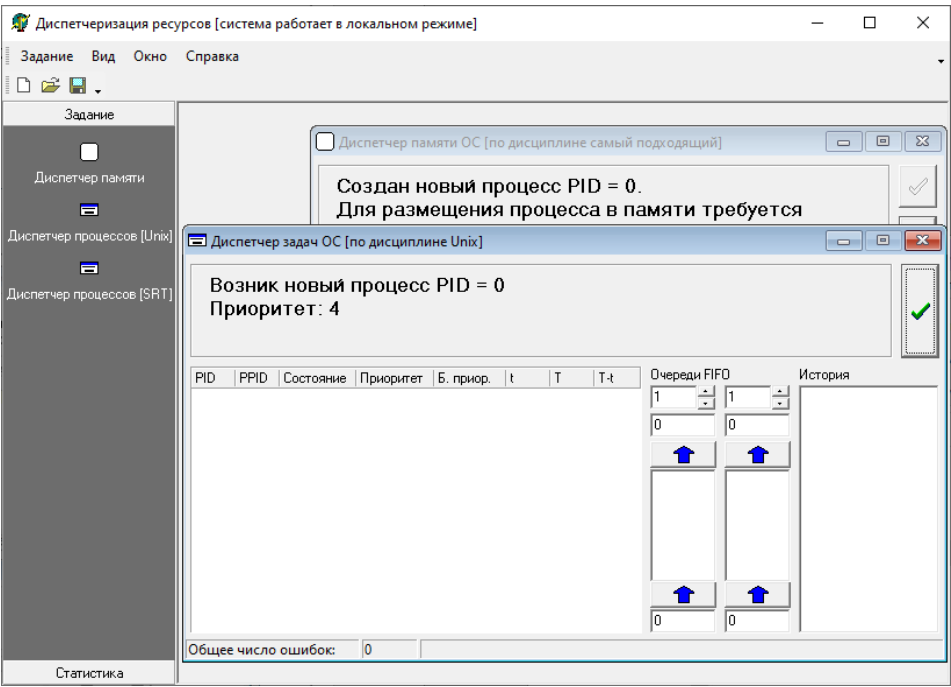 Диспетчеризация ресурсов [система работает в локальном режиме]
Задание Вид Окно Справка
Задание
Диспетчер памяти
Диспетчер процессов [Unix]
Диспетчер процессов [SRT]
Статистика
Диспетчер памяти ОС [по дисциплине самый подходящий]
Создан новый процесс PID = 0.
Для размещения процесса в памяти требуется
Диспетчер задач ОС [по дисциплине Unix]
Возник новый процесс PID = 0
Приоритет: 4
PID PPID Состояние Приоритет Б. приор. t T T-t
Очереди FIFO
История
1 1
0 0
0 0
Общее число ошибок: 0